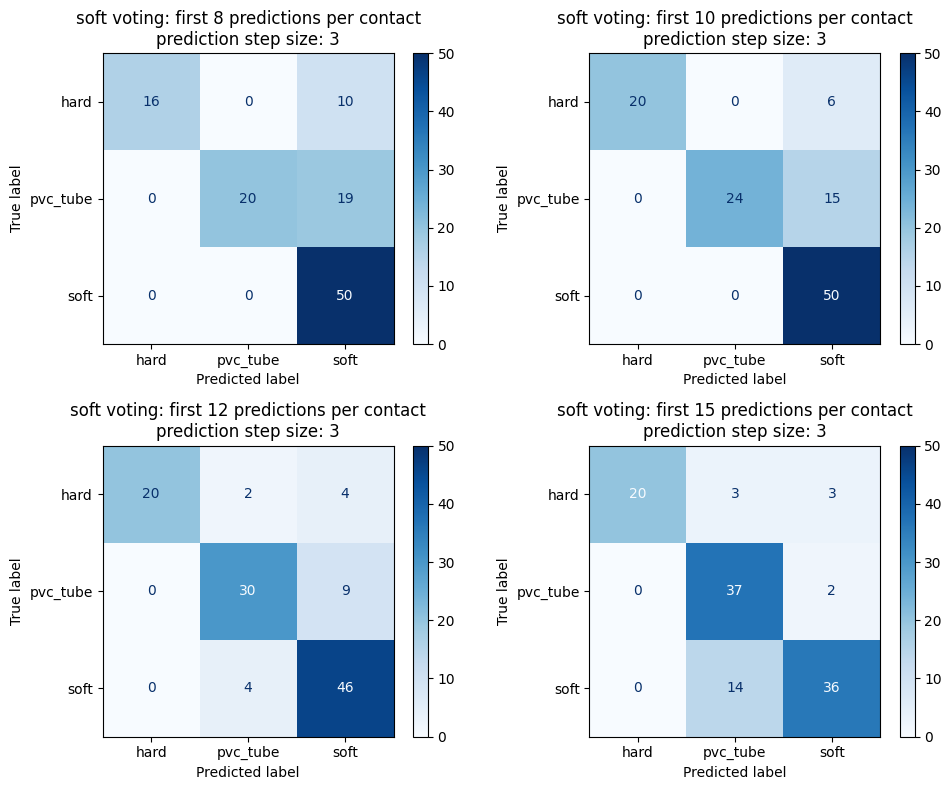 soft voting: first 8 predictions per contact
prediction step size: 3
True label
hard
pvc_tube
soft
16 0 10
0 20 19
0 0 50
hard pvc_tube soft
Predicted label
50
40
30
20
10
0
soft voting: first 10 predictions per contact
prediction step size: 3
True label
hard
pvc_tube
soft
20 0 6
0 24 15
0 0 50
hard pvc_tube soft
Predicted label
50
40
30
20
10
0
soft voting: first 12 predictions per contact
prediction step size: 3
True label
hard
pvc_tube
soft
20 2 4
0 30 9
0 4 46
hard pvc_tube soft
Predicted label
50
40
30
20
10
0
soft voting: first 15 predictions per contact
prediction step size: 3
True label
hard
pvc_tube
soft
20 3 3
0 37 2
0 14 36
hard pvc_tube soft
Predicted label
50
40
30
20
10
0